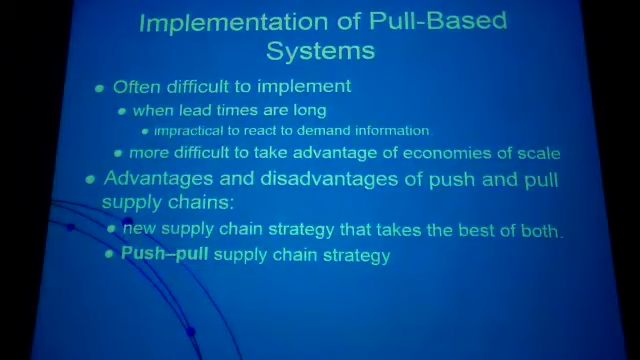 Implementation of Pull-Based
Systems
Often difficult to implement
when lead times are long
impractical to react to demand information.
more difficult to take advantage of economies of scale
Advantages and disadvantages of push and pull
supply chains:
new supply chain strategy that takes the best of both.
Push–pull supply chain strategy